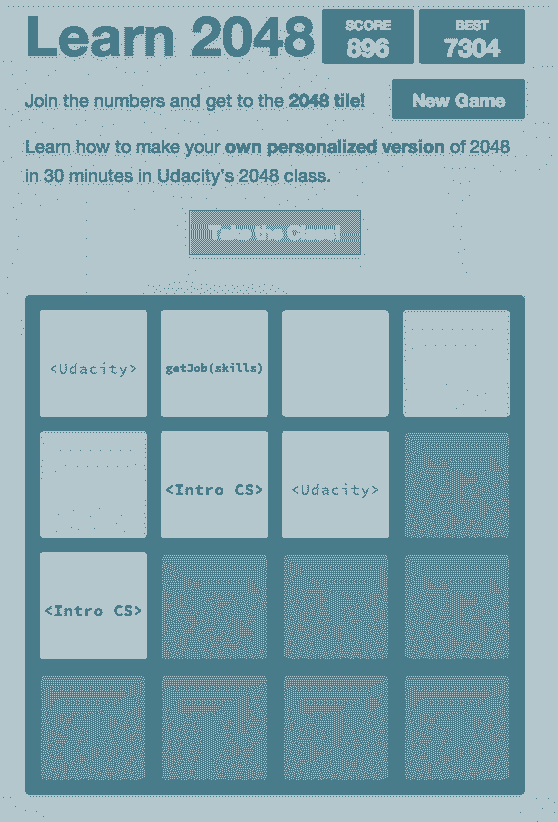 Learn 2048
SCORE
896
BEST
7304
Join the numbers and get to the 2048 tile!
New Game
Learn how to make your own personalized version of 2048
in 30 minutes in Udacity's 2048 class.
Take the Class!
<Udacity>
getJob(skills)
<Intro CS>
<Udacity>
<Intro CS>